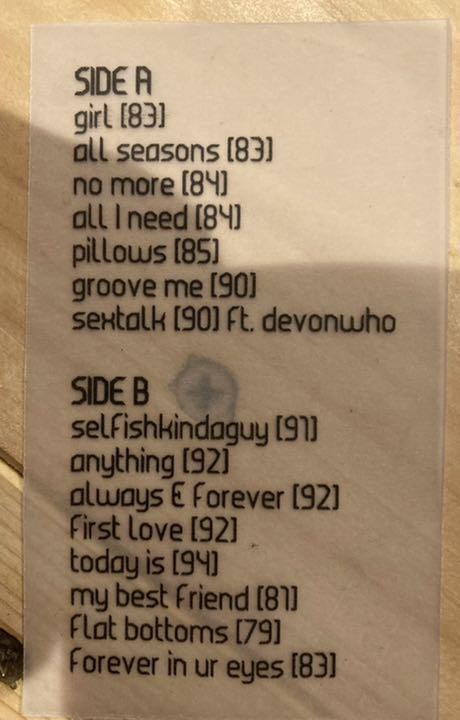 SIDE A
girl [83]
all seasons [83]
no more [84]
all I need [84]
pillows [85]
groove me [90]
sextalk [90] ft. devonwho
SIDE B
selfishkindaguy [91]
anything [92]
always & forever [92]
first love [92]
today is [94]
my best friend [81]
flat bottoms [79]
forever in ur eyes [83]